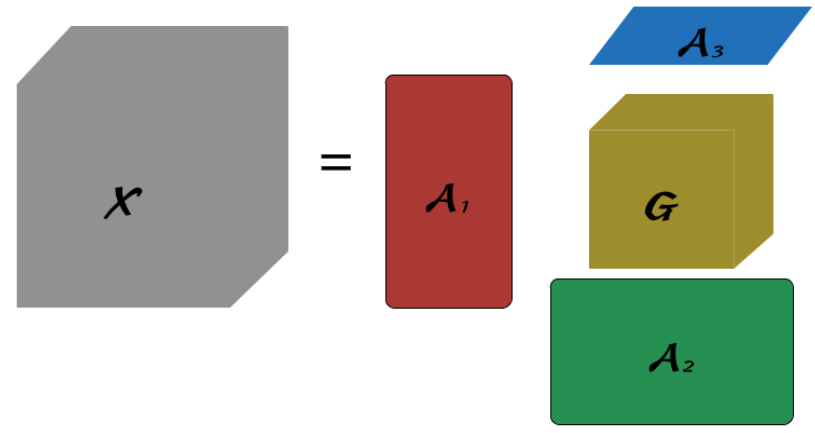 X
=
A₁
A₃
G
A₂